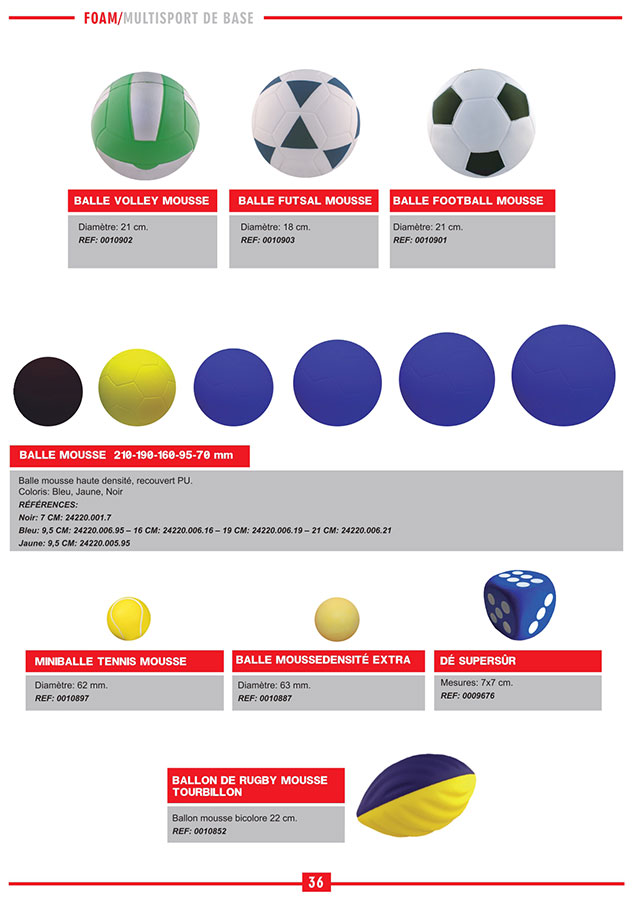 FOAM/MULTISPORT DE BASE
BALLE VOLLEY MOUSSE
Diamètre: 21 cm.
REF: 0010902
BALLE FUTSAL MOUSSE
Diamètre: 18 cm.
REF: 0010903
BALLE FOOTBALL MOUSSE
Diamètre: 21 cm.
REF: 0010901
BALLE MOUSSE 210-190-160-95-70 mm
Balle mousse haute densité, recouvert PU.
Coloris: Bleu, Jaune, Noir
RÉFÉRENCES:
Noir: 7 CM: 24220.001.7
Bleu: 9,5 CM: 24220.006.95 – 16 CM: 24220.006.16 – 19 CM: 24220.006.19 – 21 CM: 24220.006.21
Jaune: 9,5 CM: 24220.005.95
MINIBALLE TENNIS MOUSSE
Diamètre: 62 mm.
REF: 0010897
BALLE MOUSSEDENSITÉ EXTRA
Diamètre: 63 mm.
REF: 0010887
DÉ SUPERSÛR
Mesures: 7x7 cm.
REF: 0009676
BALLON DE RUGBY MOUSSE
TOURBILLON
Ballon mousse bicolore 22 cm.
REF: 0010852
36